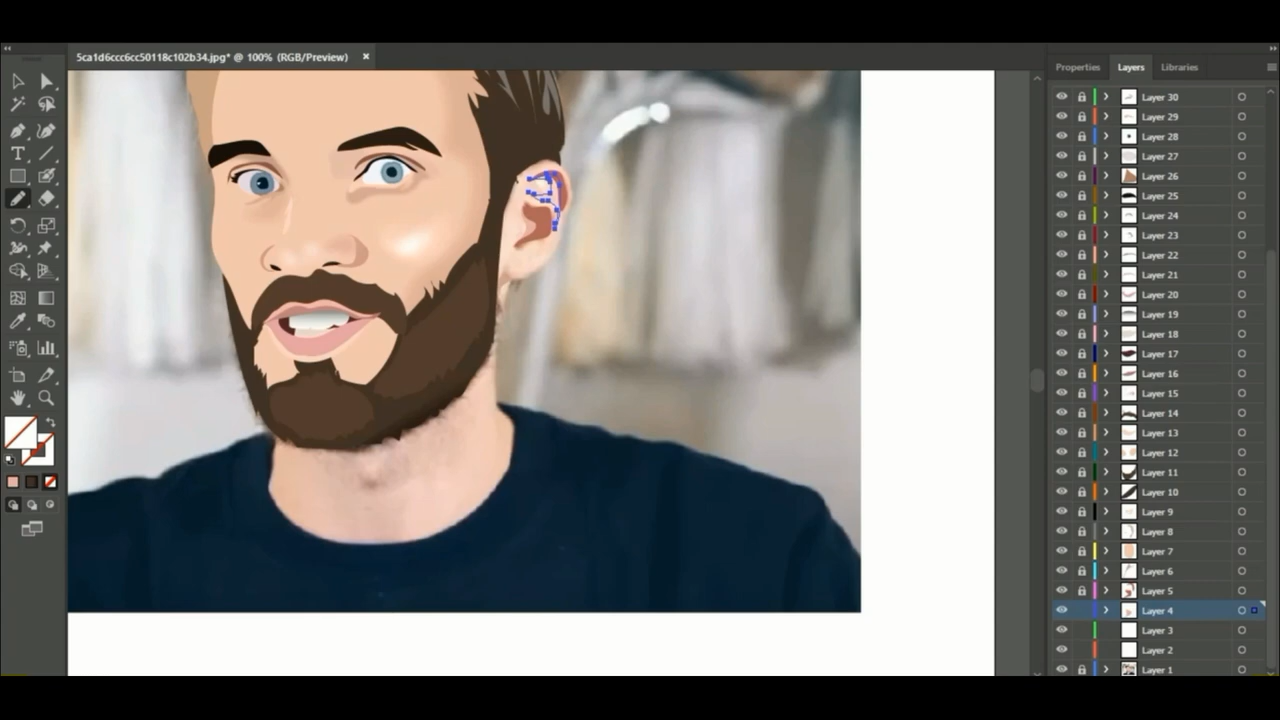 5ca1d6ccc6cc50118c102b34.jpg* @ 100% (RGB/Preview)
Properties Layers Libraries
Layer 30
Layer 29
Layer 28
Layer 27
Layer 26
Layer 25
Layer 24
Layer 23
Layer 22
Layer 21
Layer 20
Layer 19
Layer 18
Layer 17
Layer 16
Layer 15
Layer 14
Layer 13
Layer 12
Layer 11
Layer 10
Layer 9
Layer 8
Layer 7
Layer 6
Layer 5
Layer 4
Layer 3
Layer 2
Layer 1